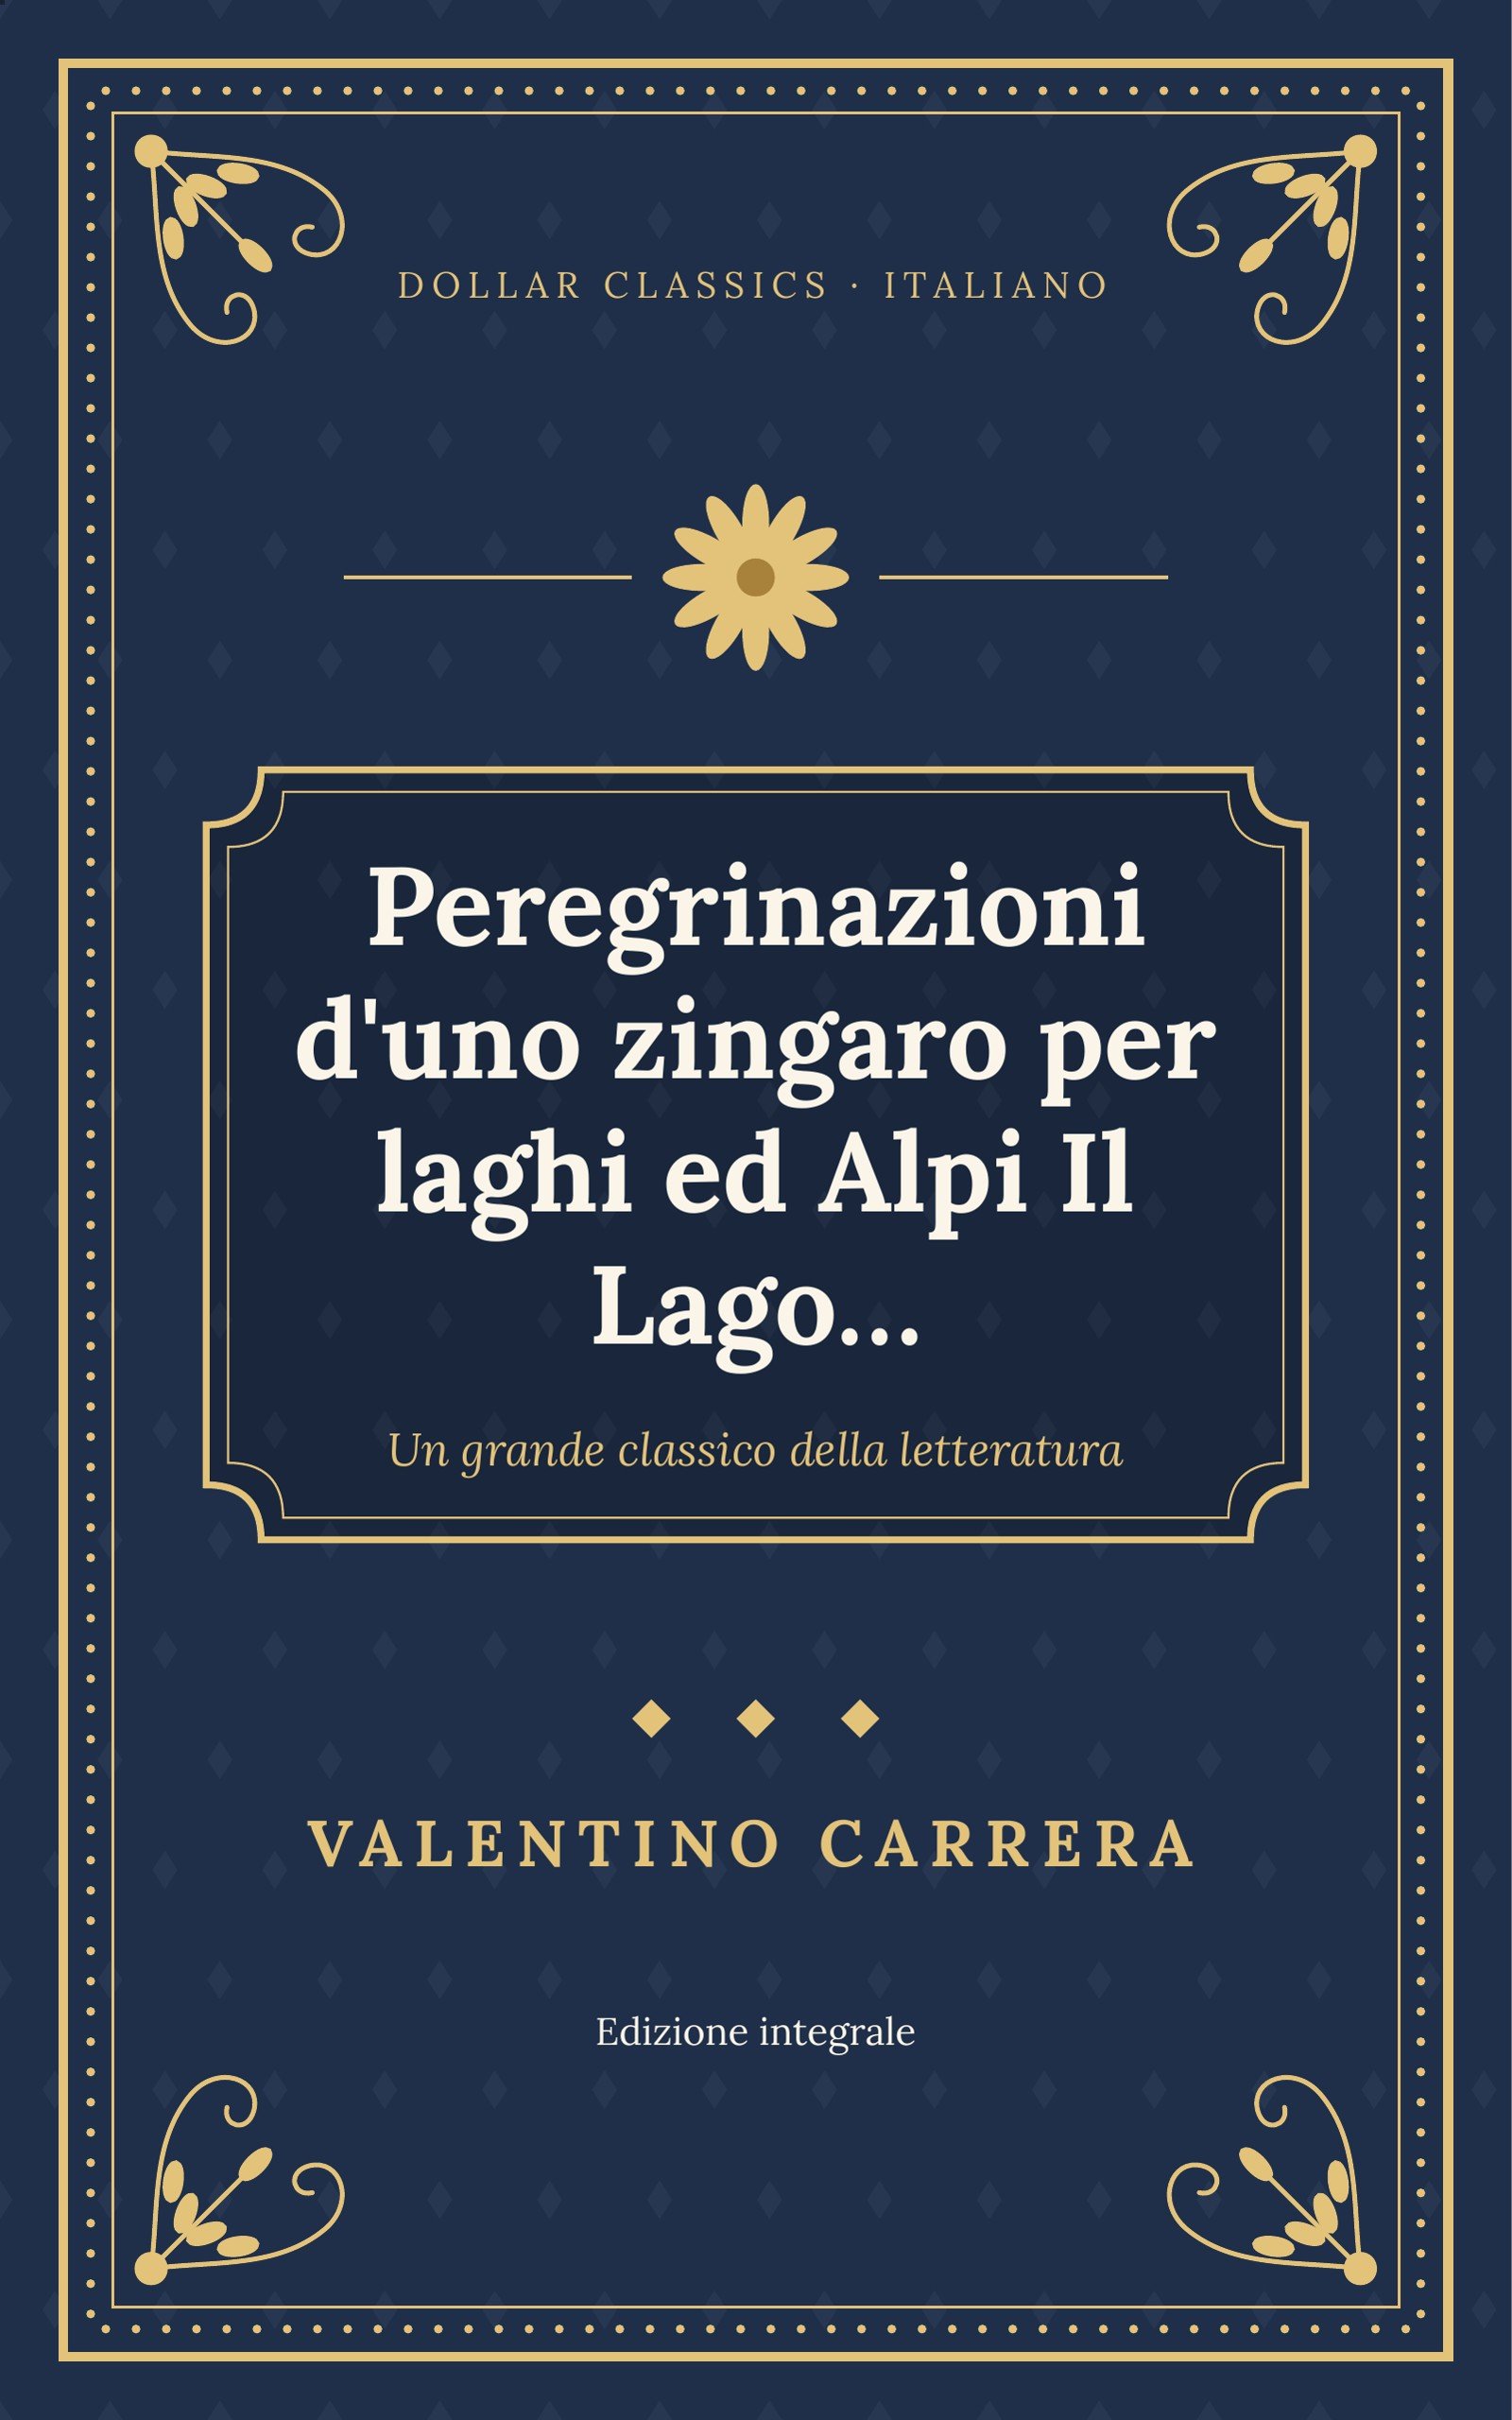 DOLLAR CLASSICS · ITALIANO
Peregrinazioni
d'uno zingaro per
laghi ed Alpi Il
Lago...
Un grande classico della letteratura
VALENTINO CARRERA
Edizione integrale